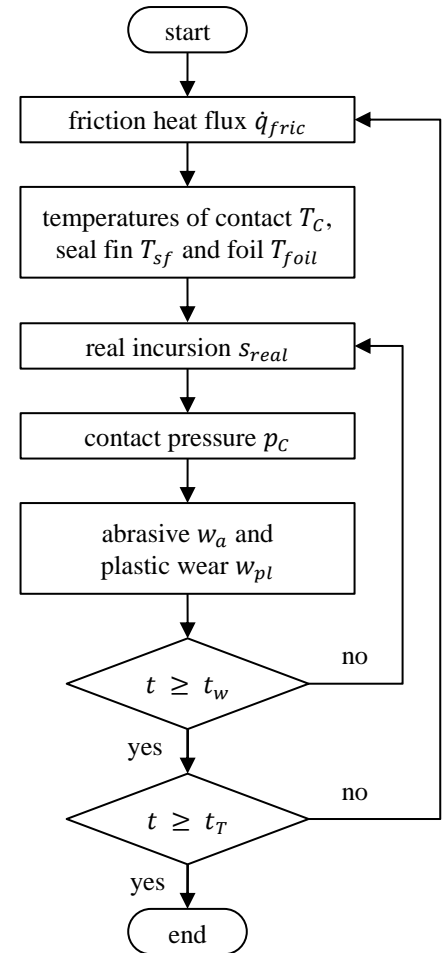 start
friction heat flux q̇_fric
temperatures of contact T_C,
seal fin T_sf and foil T_foil
real incursion s_real
contact pressure p_C
abrasive w_a and
plastic wear w_pl
t ≥ t_w
no
yes
t ≥ t_T
no
yes
end